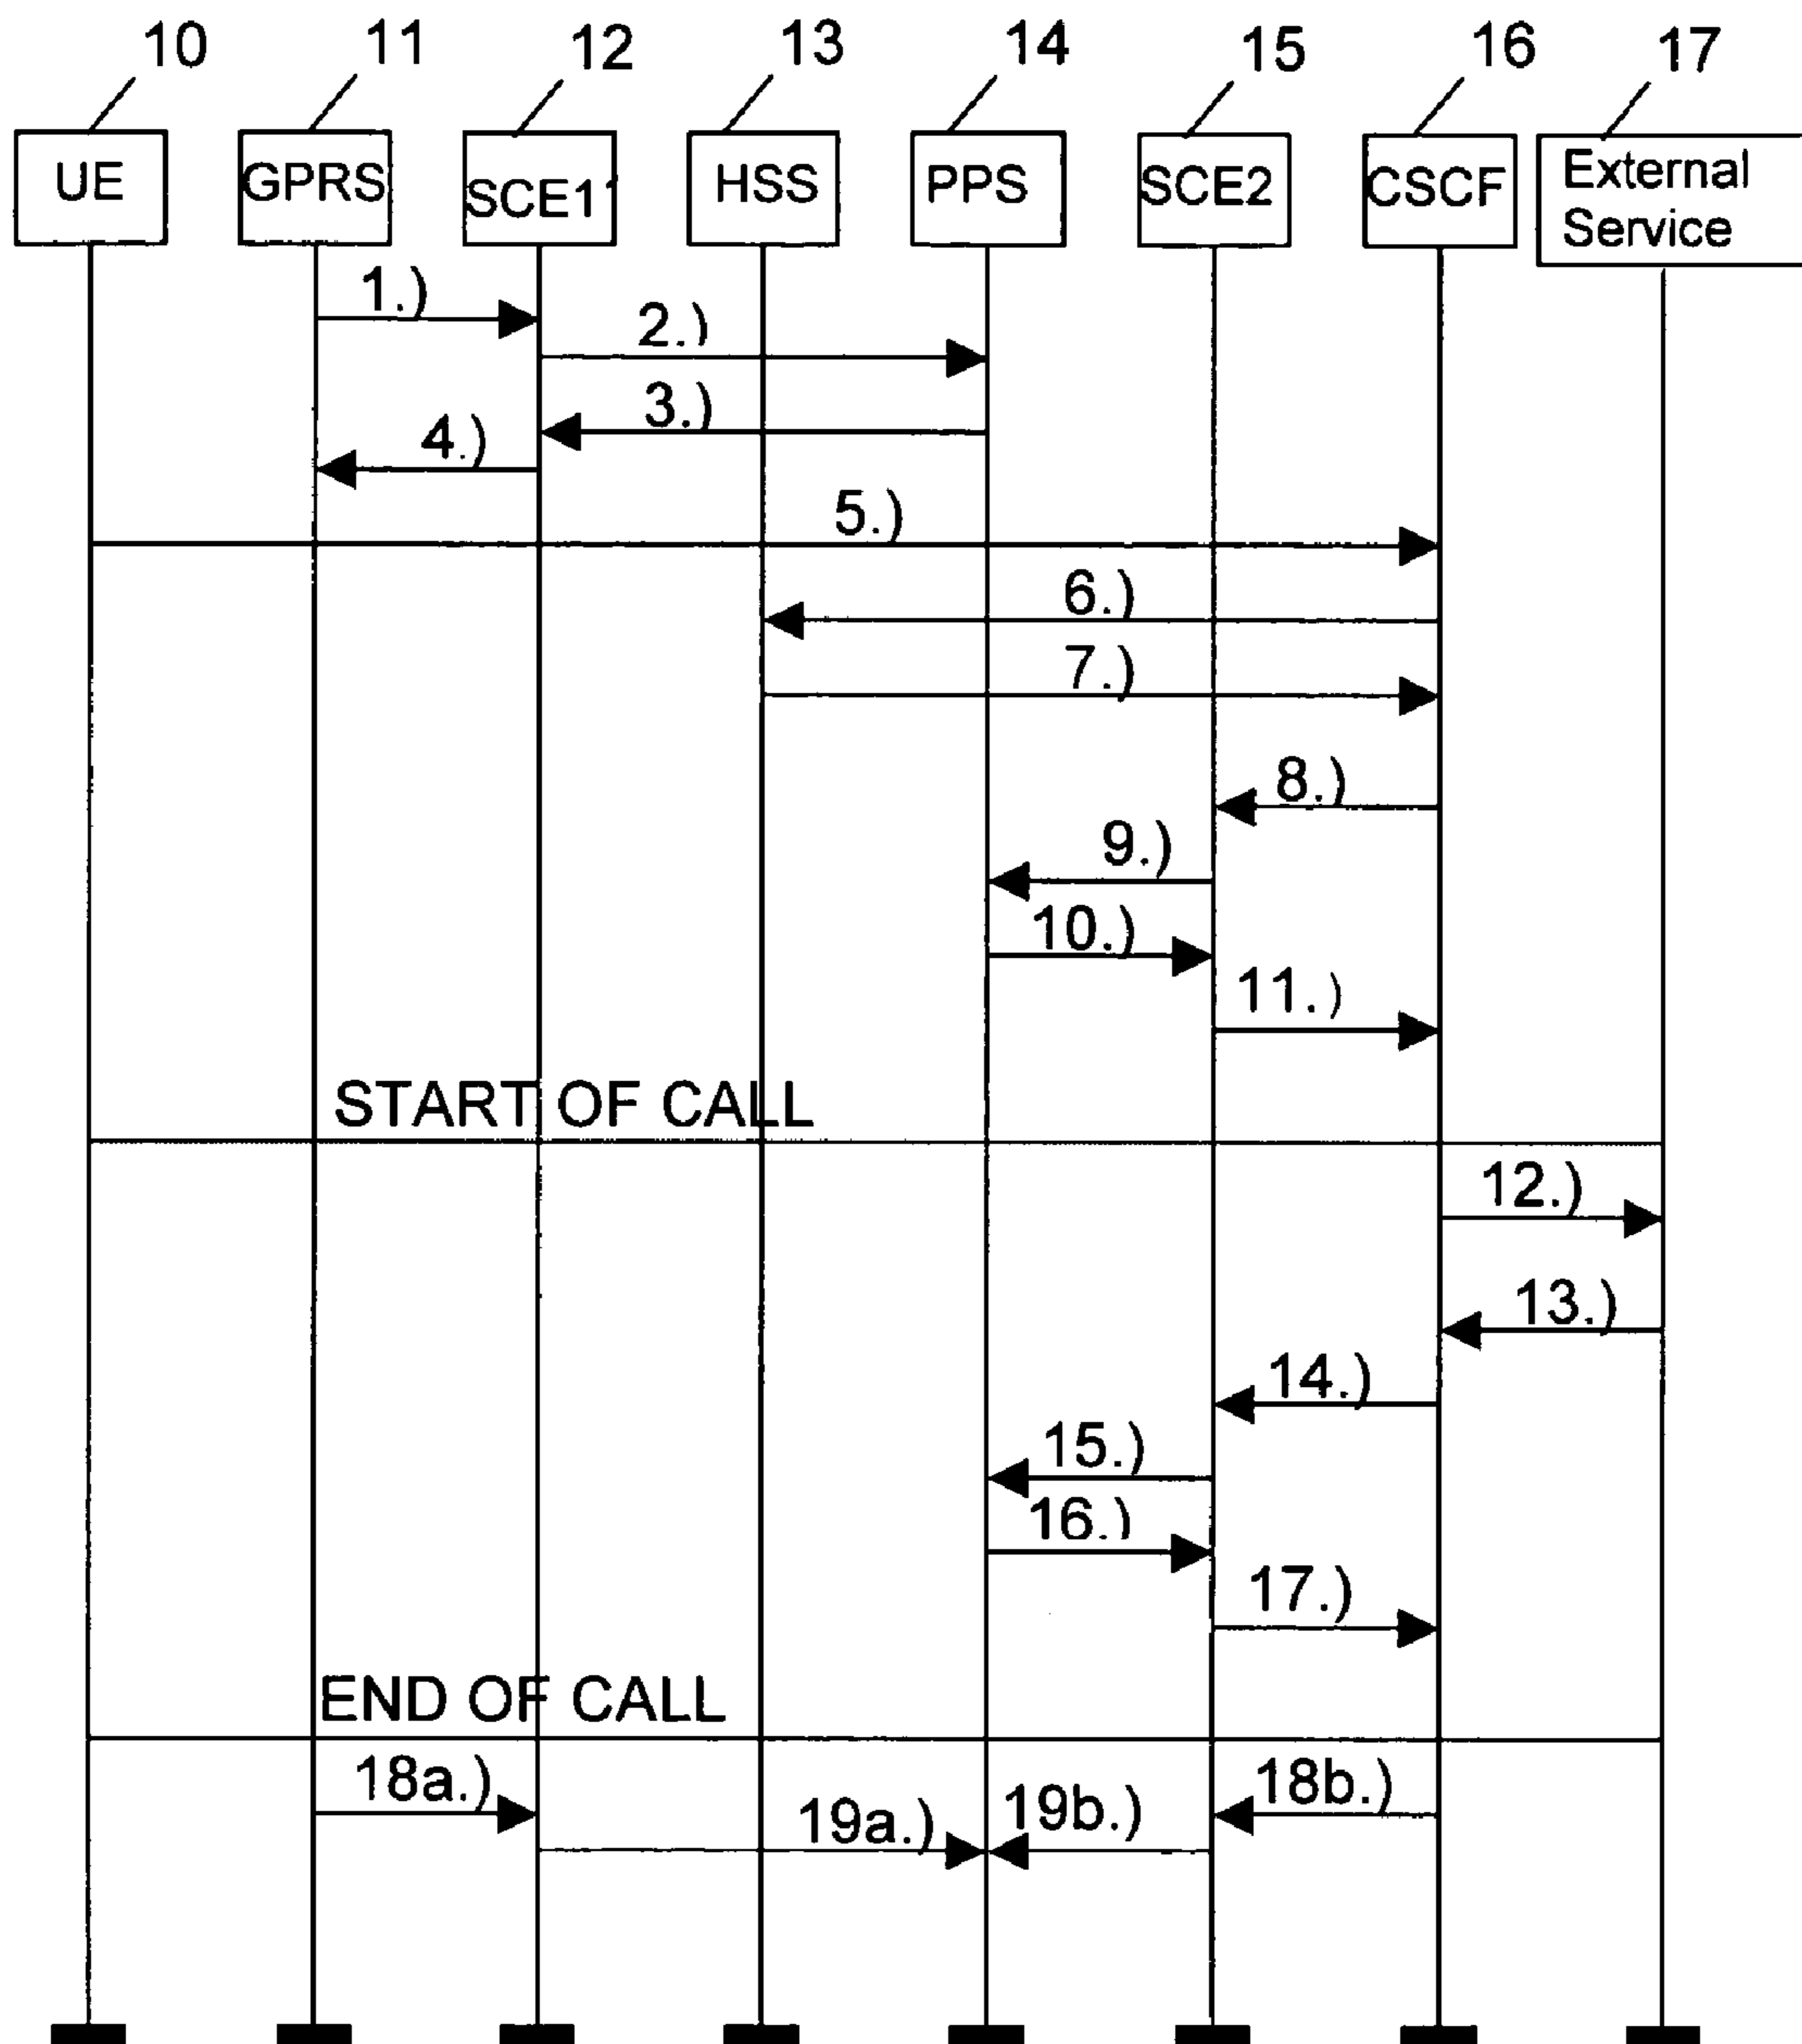 10 11 12 13 14 15 16 17
UE GPRS SCE1 HSS PPS SCE2 CSCF External
Service
1.)
2.)
3.)
4.)
5.)
6.)
7.)
8.)
9.)
10.)
11.)
START OF CALL
12.)
13.)
14.)
15.)
16.)
17.)
END OF CALL
18a.) 18b.)
19a.) 19b.)